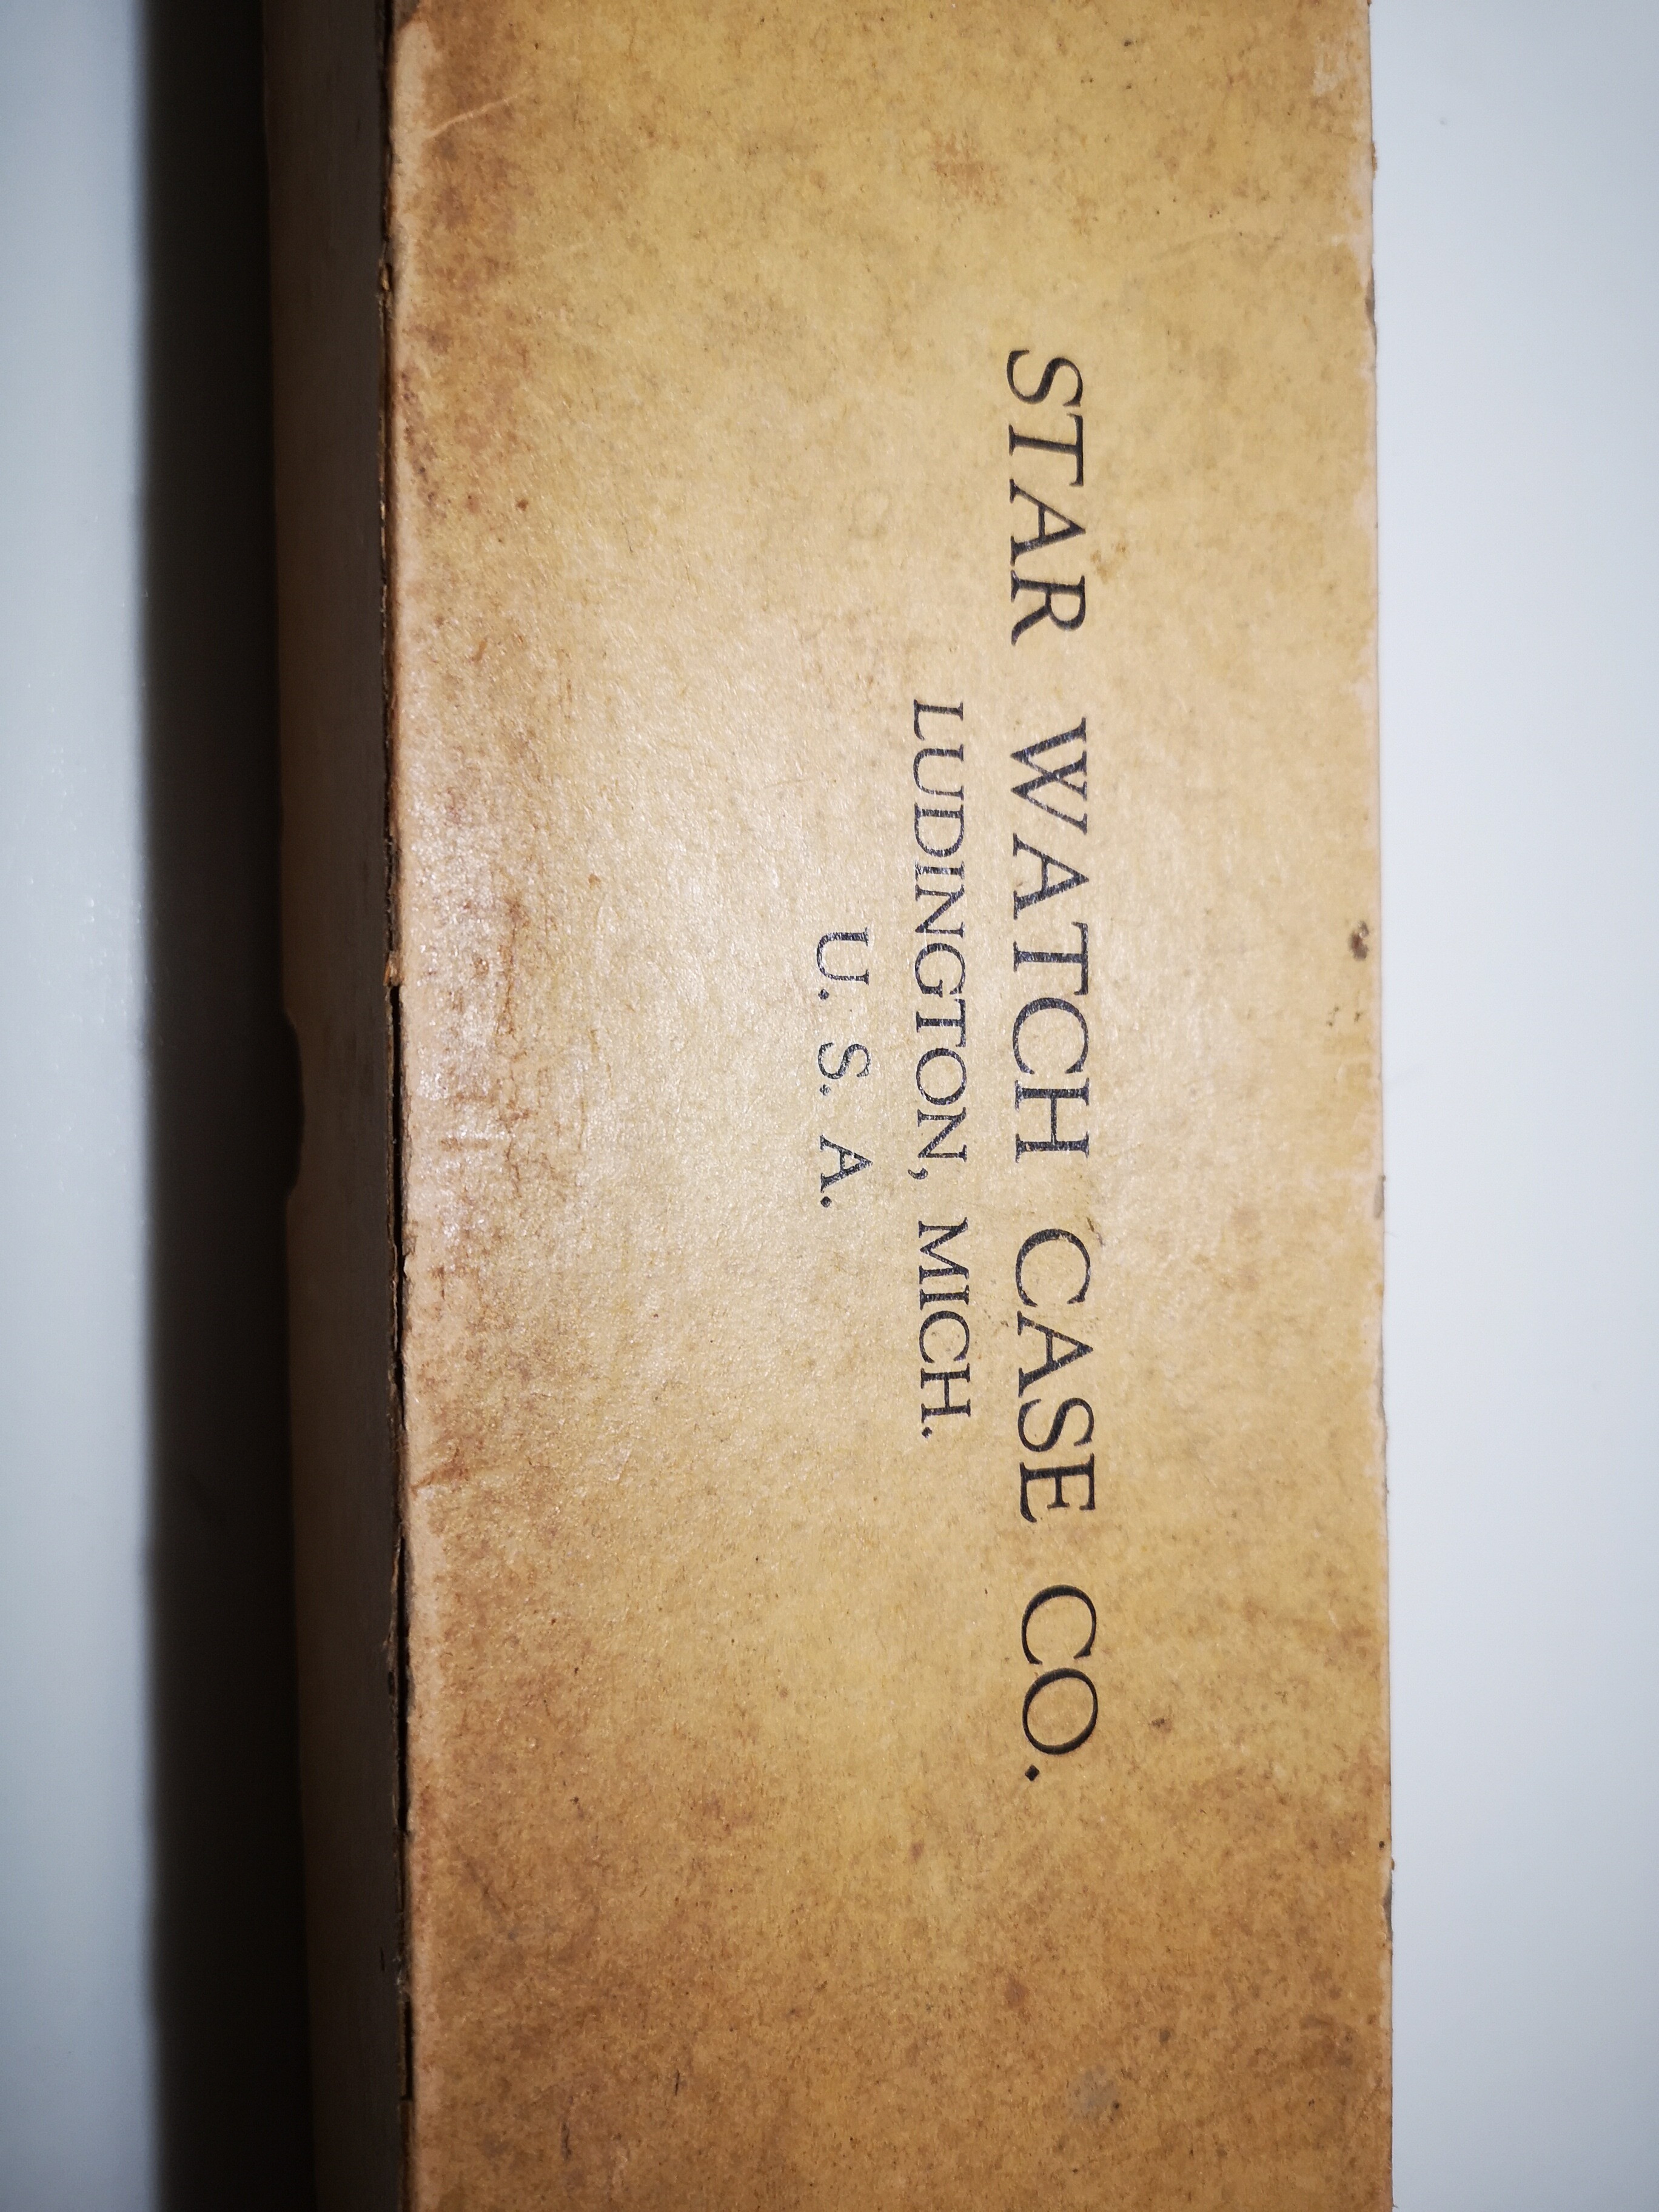 STAR WATCH CASE CO.
LUDINGTON, MICH.
U. S. A.